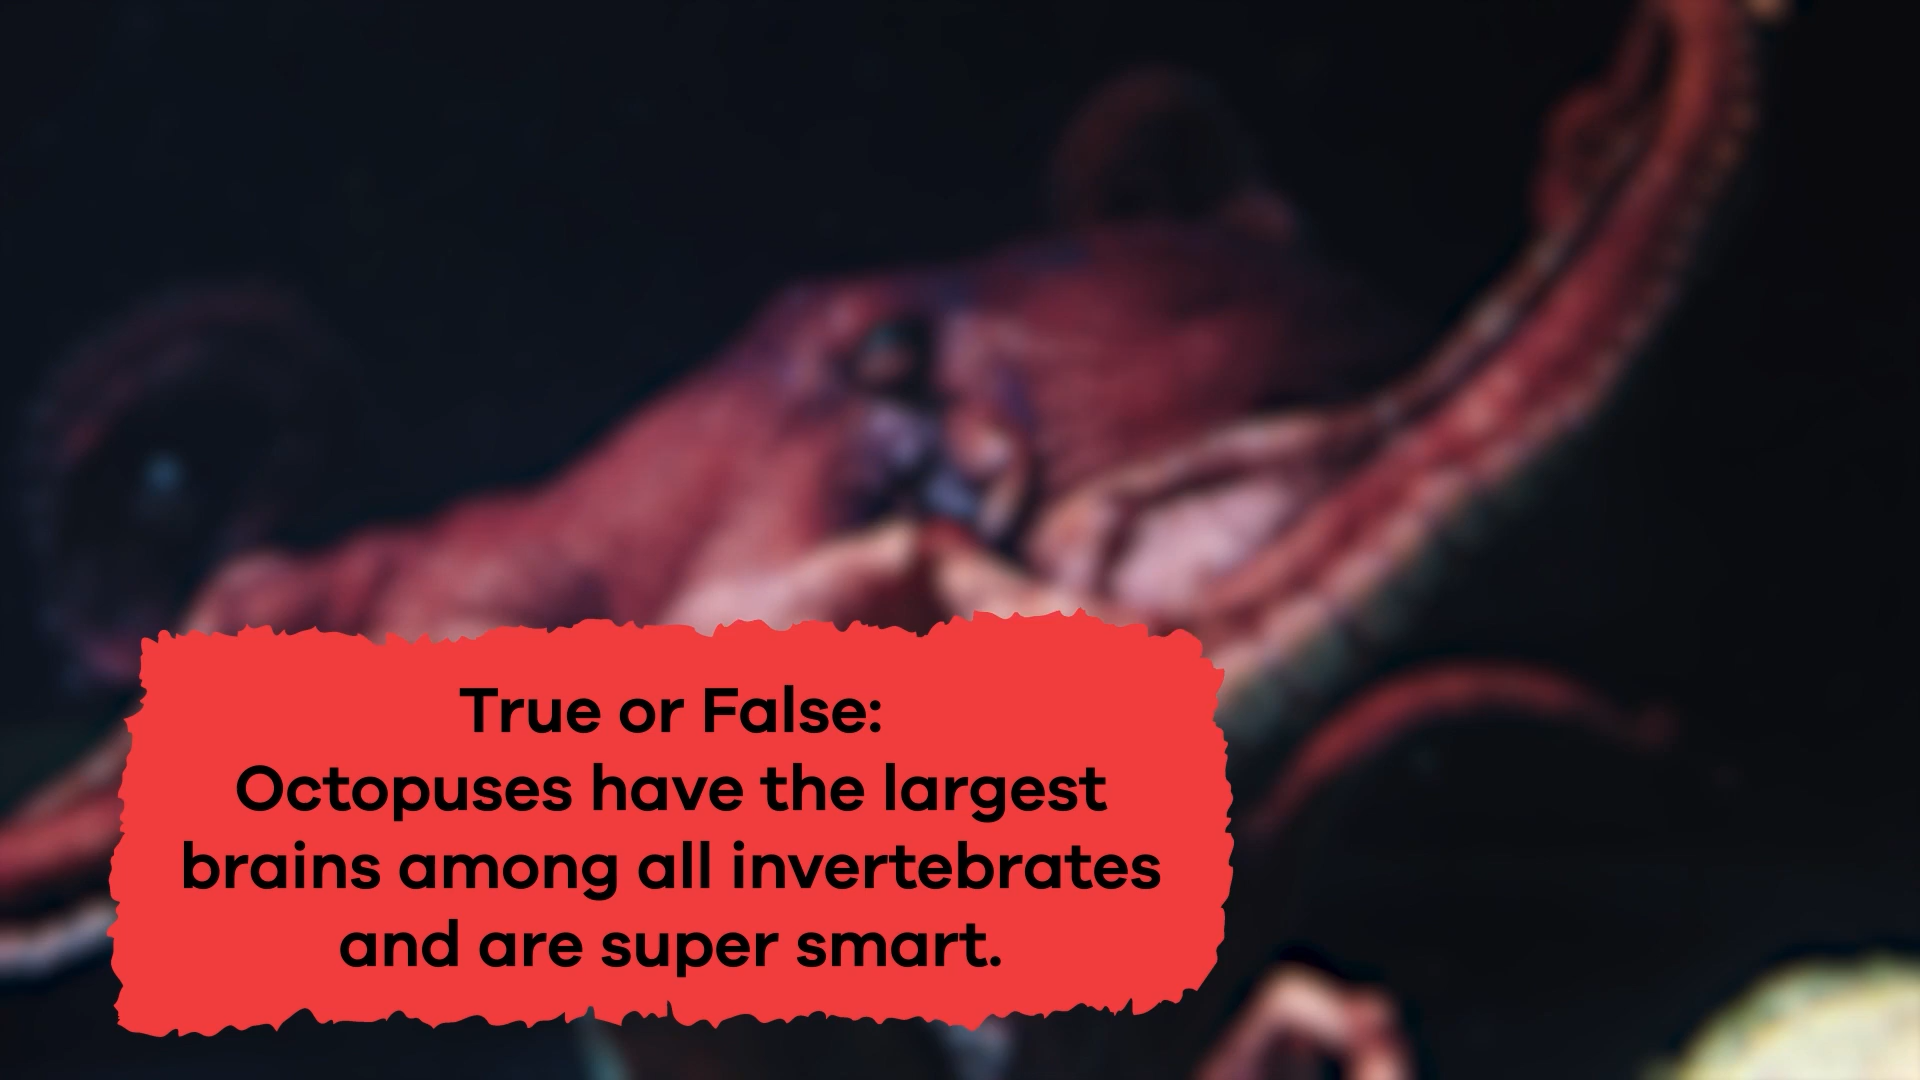 True or False:
Octopuses have the largest
brains among all invertebrates
and are super smart.